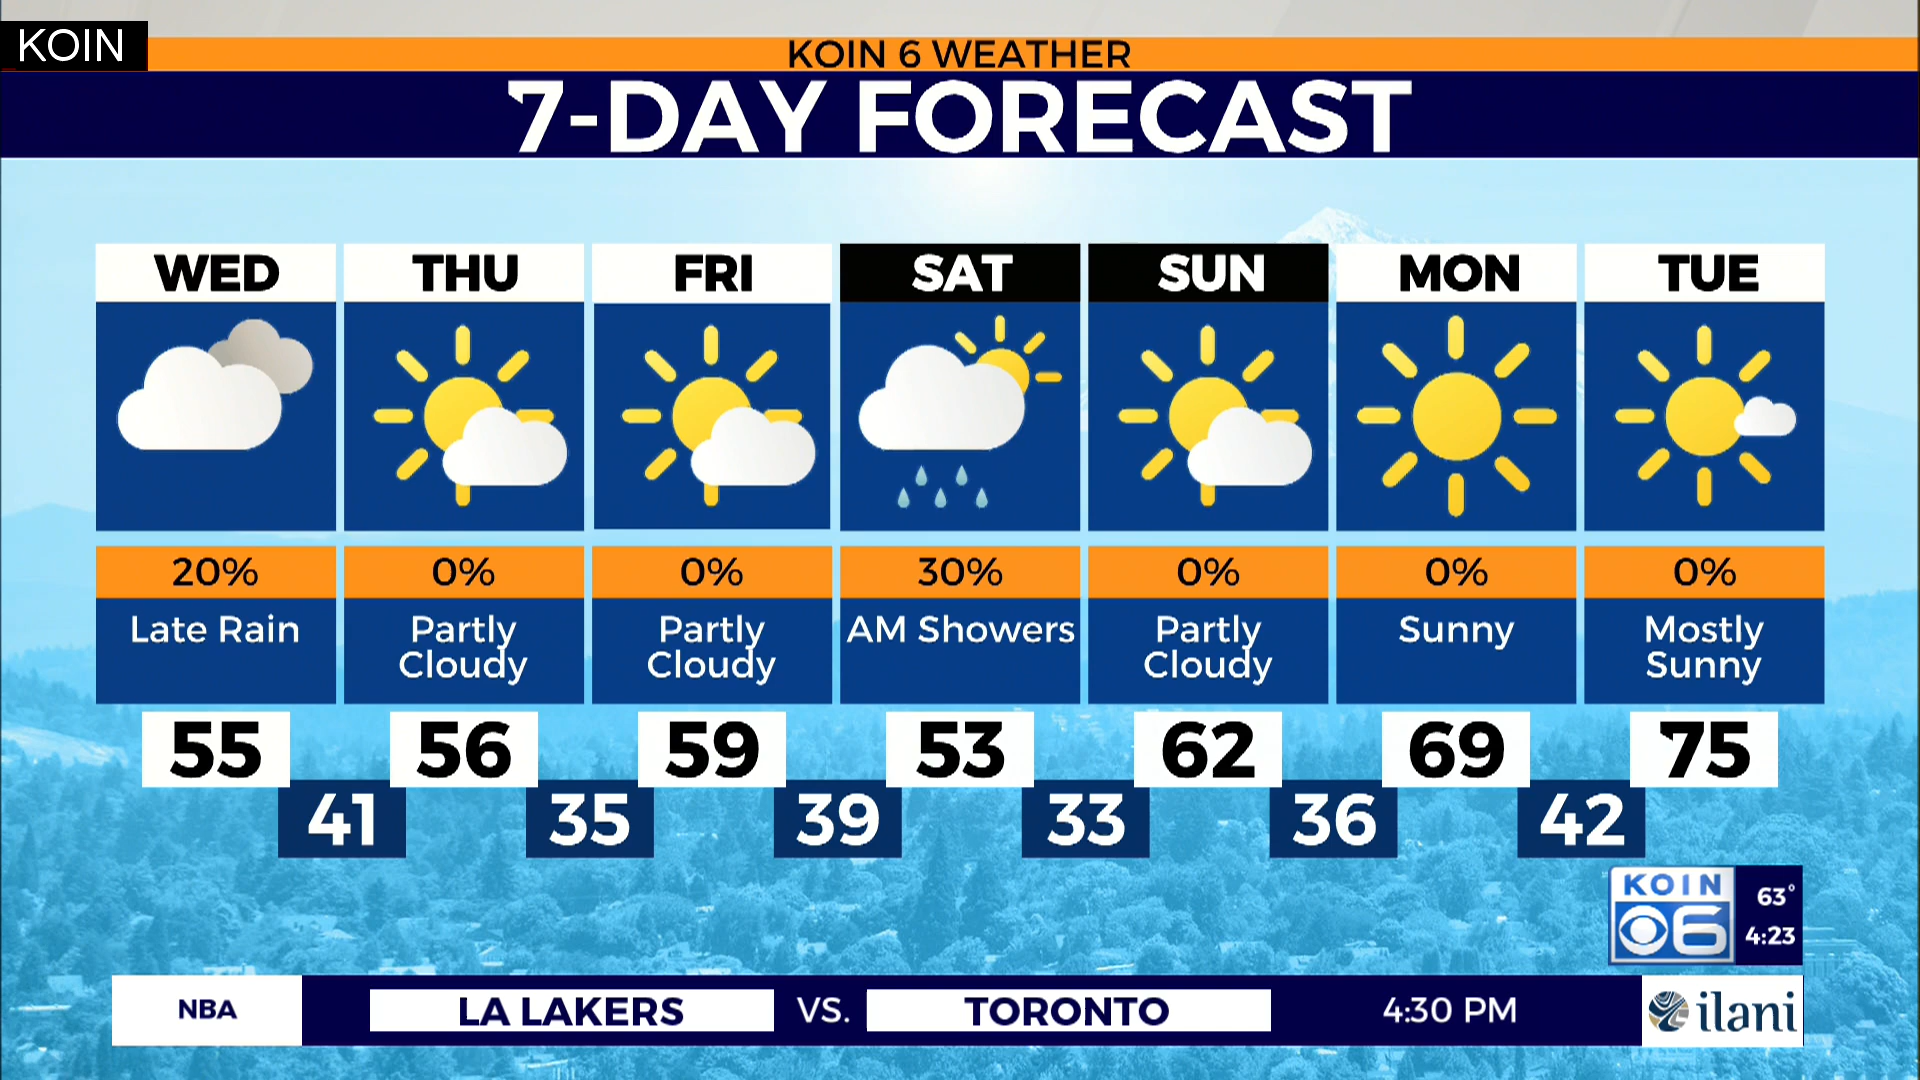 KOIN
KOIN 6 WEATHER
7-DAY FORECAST
WED THU FRI SAT SUN MON TUE
20% 0% 0% 30% 0% 0% 0%
Late Rain
Partly
Cloudy
Partly
Cloudy
AM Showers
Partly
Cloudy
Sunny
Mostly
Sunny
55 56 59 53 62 69 75
41 35 39 33 36 42
KOIN
6
63°
4:23
NBA LA LAKERS VS. TORONTO 4:30 PM ilani